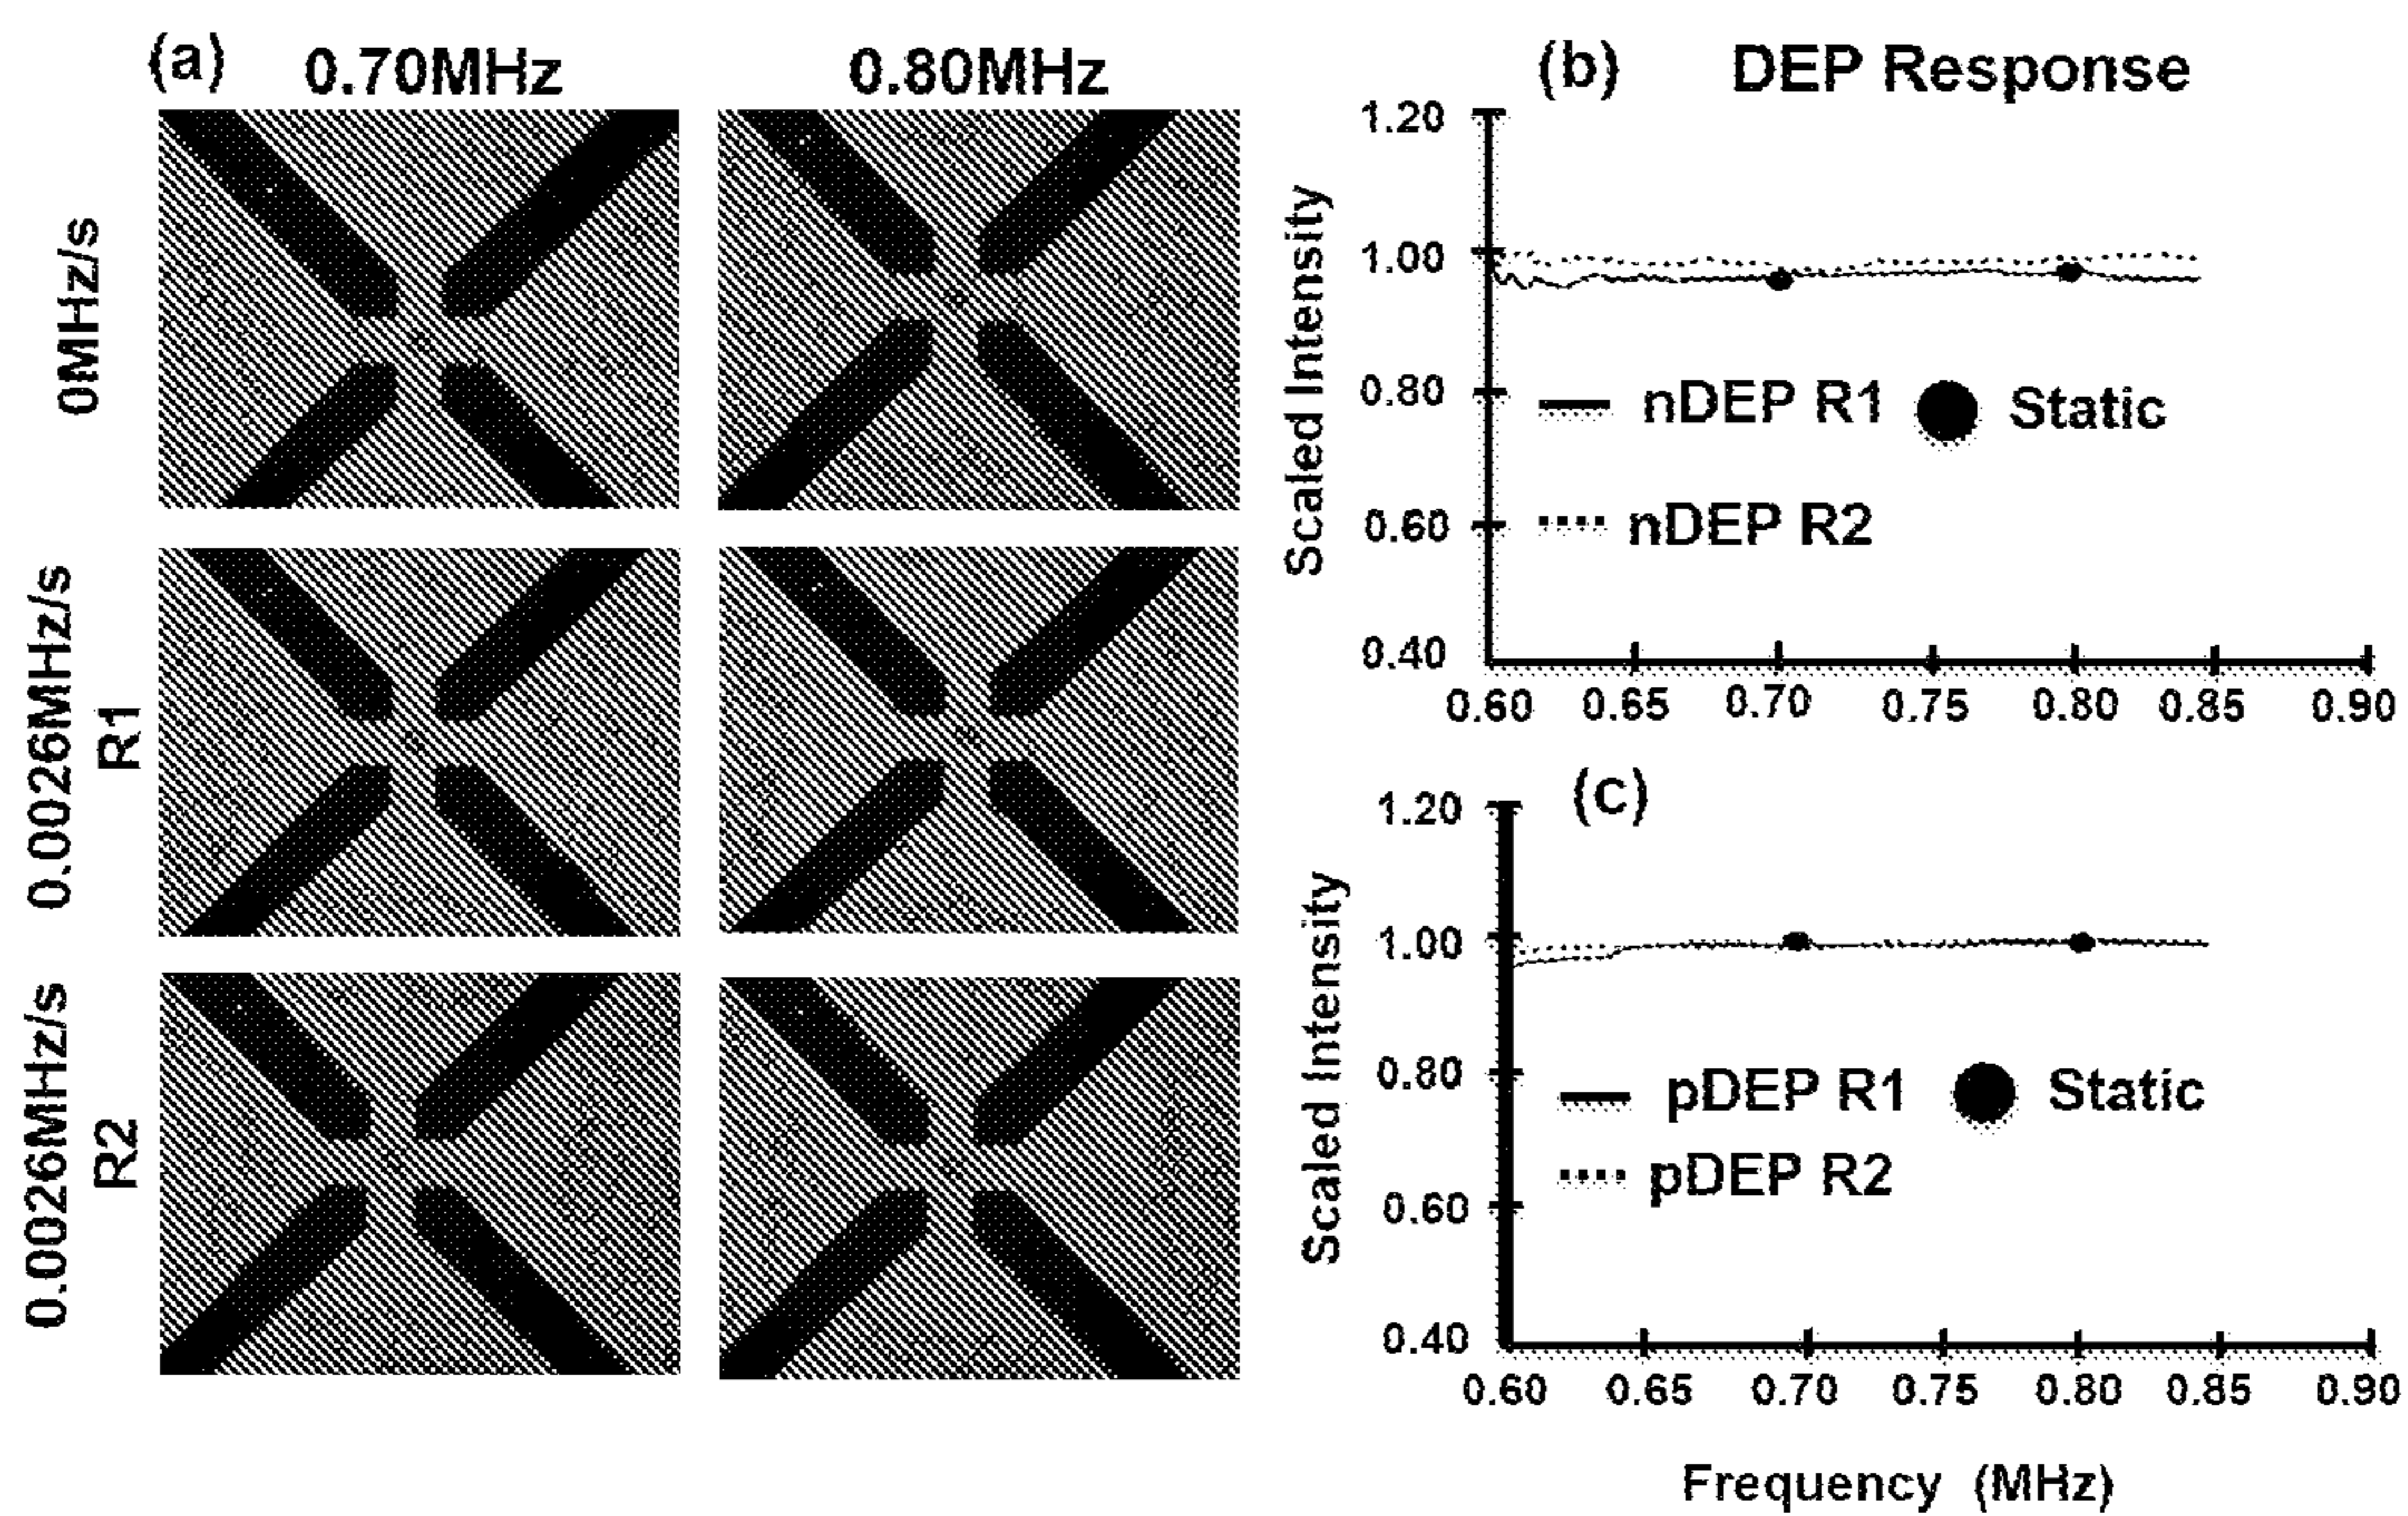 (a) 0.70MHz 0.80MHz
0MHz/s
0.0026MHz/s
R1
0.0026MHz/s
R2
(b) DEP Response
Scaled Intensity
1.20
1.00
0.80
0.60
0.40
nDEP R1 Static
nDEP R2
0.60 0.65 0.70 0.75 0.80 0.85 0.90
(c)
Scaled Intensity
1.20
1.00
0.80
0.60
0.40
pDEP R1 Static
pDEP R2
0.60 0.65 0.70 0.75 0.80 0.85 0.90
Frequency (MHz)